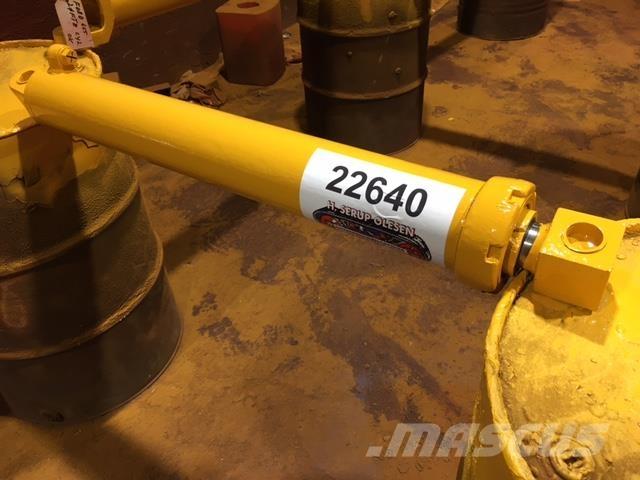 22640
H. SERUP OLESEN
.MASCUS